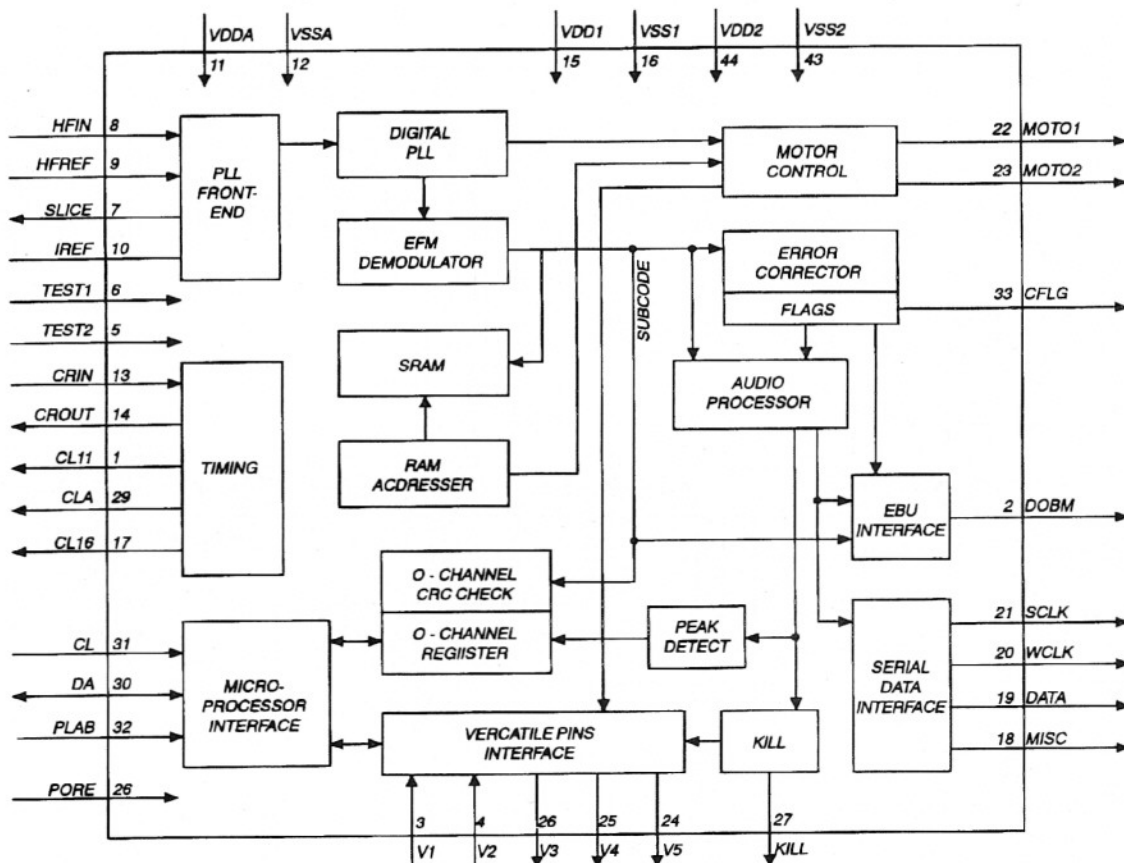 VDDA VSSA VDD1 VSS1 VDD2 VSS2
11 12 15 16 44 43
HFIN 8
HFREF 9
SLICE 7
IREF 10
TEST1 6
TEST2 5
CRIN 13
CROUT 14
CL11 1
CLA 29
CL16 17
CL 31
DA 30
PLAB 32
PORE 26
PLL
FRONT-
END
DIGITAL
PLL
MOTOR
CONTROL
EFM
DEMODULATOR
SUBCODE
ERROR
CORRECTOR
FLAGS
SRAM
AUDIO
PROCESSOR
TIMING
RAM
ACDRESSER
EBU
INTERFACE
O - CHANNEL
CRC CHECK
O - CHANNEL
REGIISTER
PEAK
DETECT
MICRO-
PROCESSOR
INTERFACE
SERIAL
DATA
INTERFACE
VERCATILE PINS
INTERFACE
KILL
22 MOTO1
23 MOTO2
33 CFLG
2 DOBM
21 SCLK
20 WCLK
19 DATA
18 MISC
3 4 26 25 24 27
V1 V2 V3 V4 V5 KILL